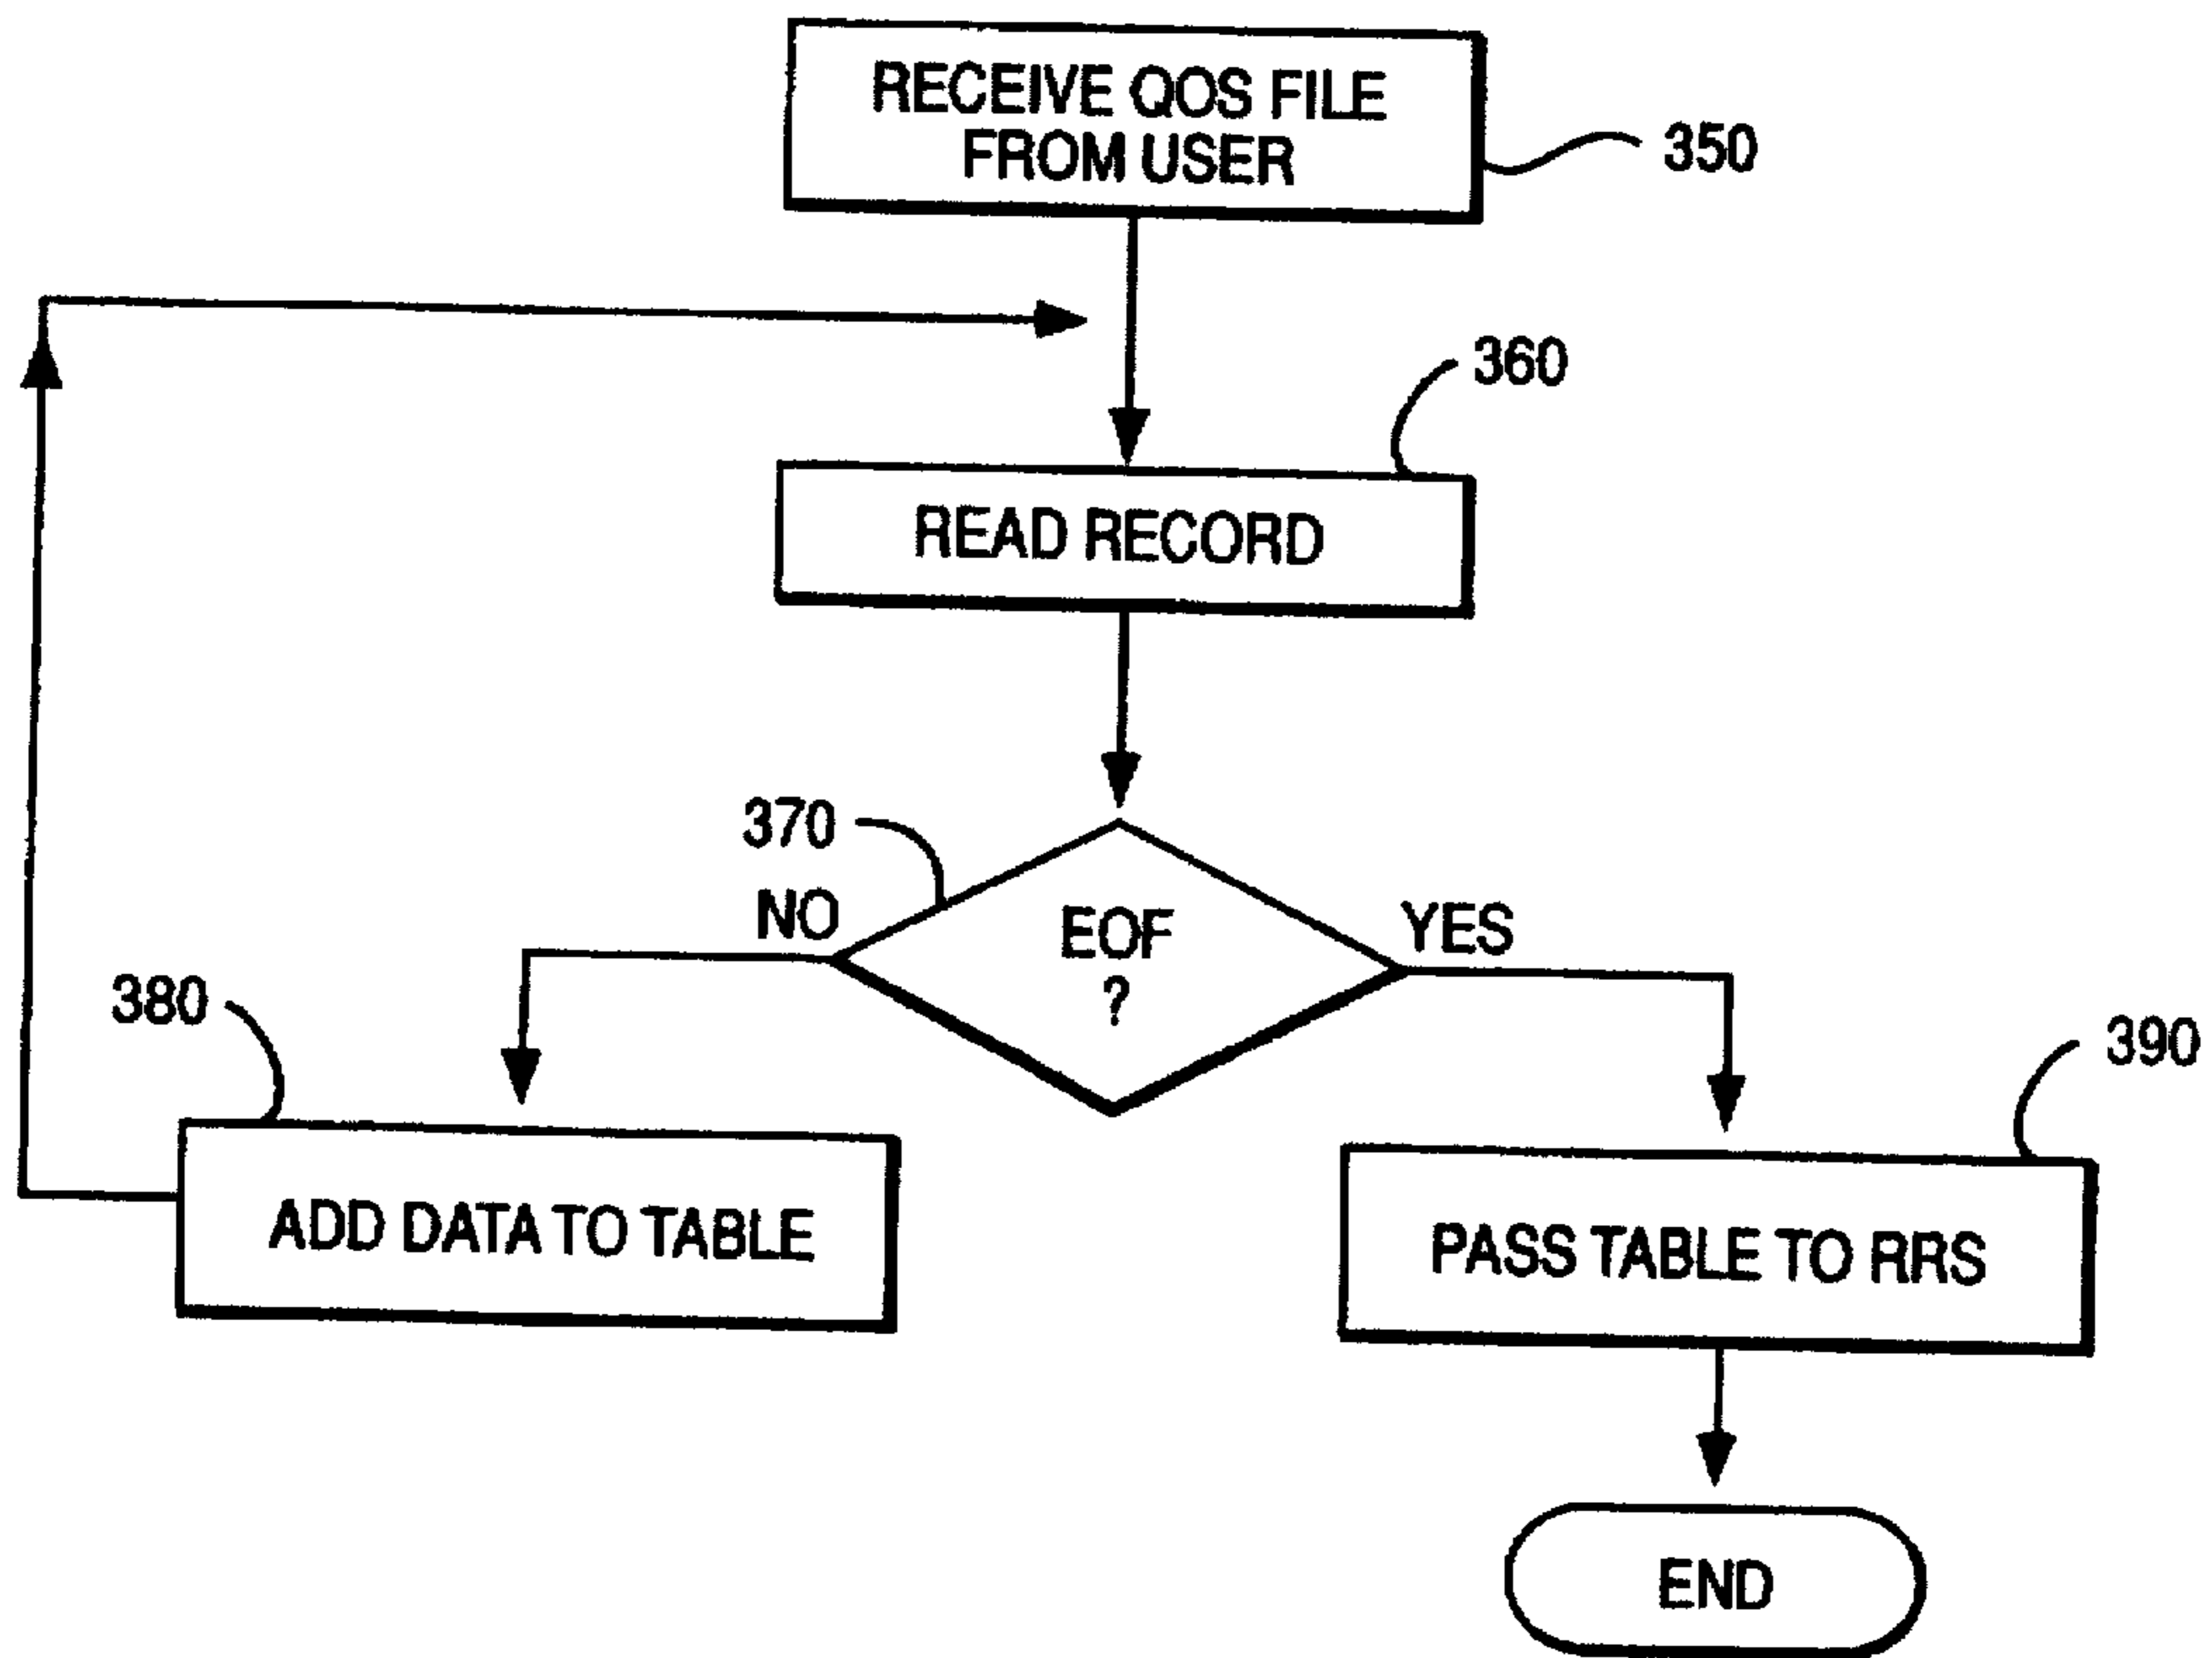 RECEIVE QOS FILE
FROM USER
350
360
READ RECORD
370
NO
EOF
?
YES
380
390
ADD DATA TO TABLE
PASS TABLE TO RRS
END